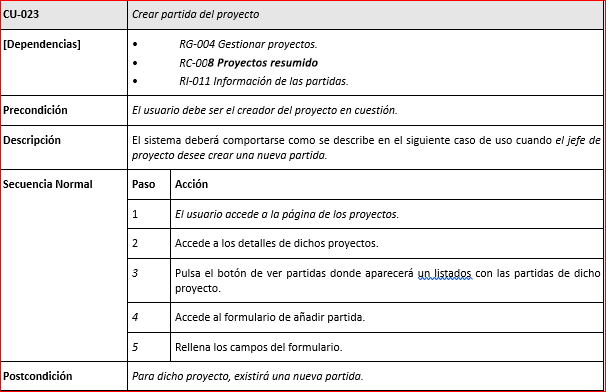 CU-023 Crear partida del proyecto
[Dependencias] • RG-004 Gestionar proyectos.
• RC-008 Proyectos resumido
• RI-011 Información de las partidas.
Precondición El usuario debe ser el creador del proyecto en cuestión.
Descripción El sistema deberá comportarse como se describe en el siguiente caso de uso cuando el jefe de
proyecto desee crear una nueva partida.
Secuencia Normal Paso Acción
1 El usuario accede a la página de los proyectos.
2 Accede a los detalles de dichos proyectos.
3 Pulsa el botón de ver partidas donde aparecerá un listados con las partidas de dicho
proyecto.
4 Accede al formulario de añadir partida.
5 Rellena los campos del formulario.
Postcondición Para dicho proyecto, existirá una nueva partida.